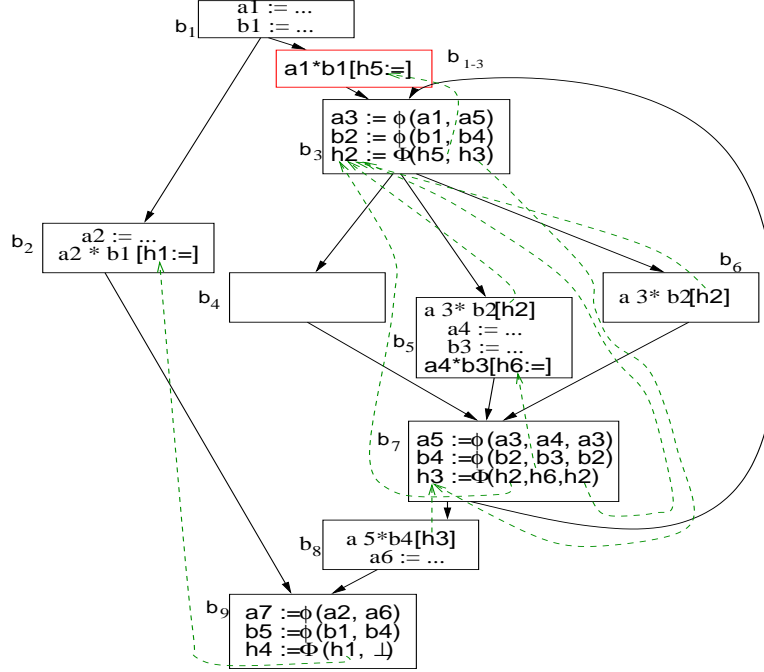 a1 := ...
b1 := ...
b1
a1*b1[h5:=]
b1-3
a3 := ϕ(a1, a5)
b2 := ϕ(b1, b4)
h2 := Φ(h5, h3)
b3
b2
a2 := ...
a2 * b1 [h1:=]
b4
b5
a 3* b2[h2]
a4 := ...
b3 := ...
a4*b3[h6:=]
b6
a 3* b2[h2]
b7
a5 :=ϕ(a3, a4, a3)
b4 :=ϕ(b2, b3, b2)
h3 :=Φ(h2,h6,h2)
b8
a 5*b4[h3]
a6 := ...
b9
a7 :=ϕ(a2, a6)
b5 :=ϕ(b1, b4)
h4 :=Φ(h1, ⊥)